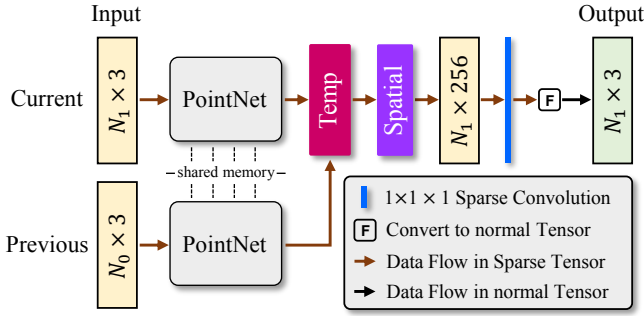 Input
Output
Current
N₁ × 3
PointNet
Temp
Spatial
N₁ × 256
F
N₁ × 3
shared memory
Previous
N₀ × 3
PointNet
1×1 × 1 Sparse Convolution
F Convert to normal Tensor
Data Flow in Sparse Tensor
Data Flow in normal Tensor